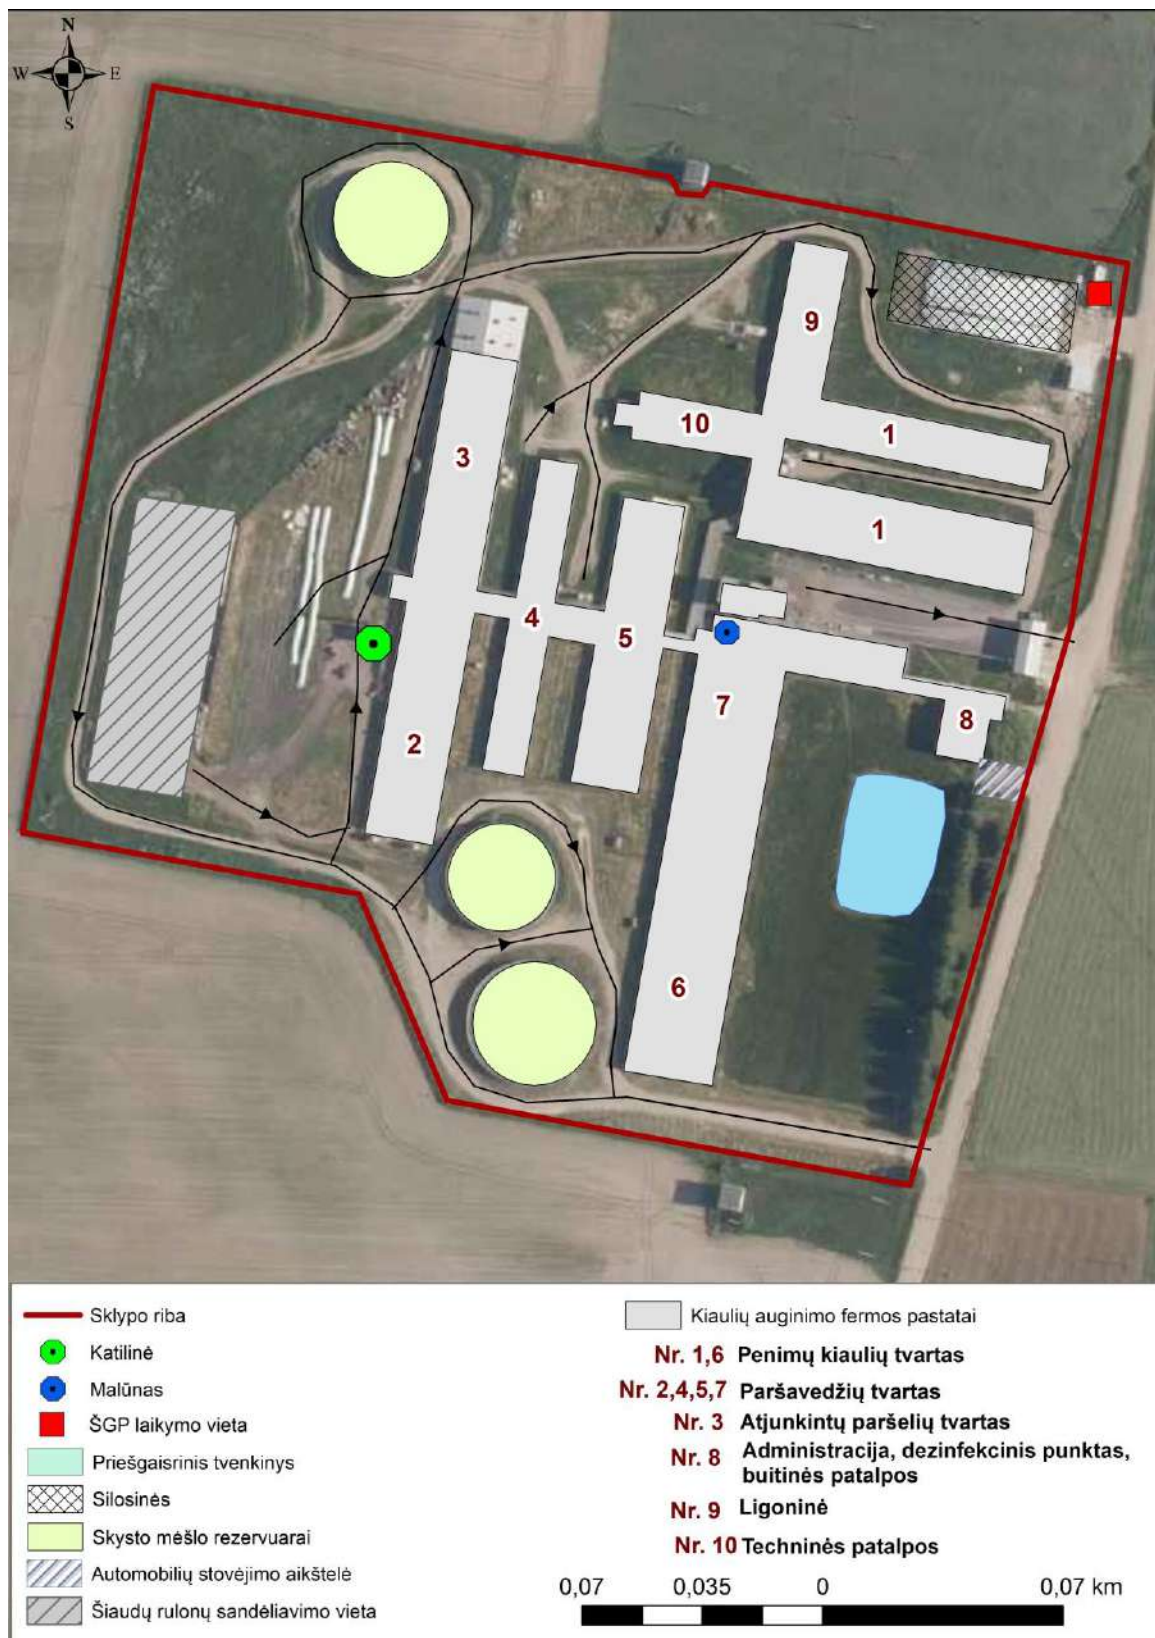 N
W E
S
9
10
1
3
1
4
5
7
8
2
6
Sklypo riba
Katilinė
Malūnas
ŠGP laikymo vieta
Priešgaisrinis tvenkinys
Silosinės
Skysto mėšlo rezervuarai
Automobilių stovėjimo aikštelė
Šiaudų rulonų sandėliavimo vieta
Kiaulių auginimo fermos pastatai
Nr. 1,6 Penimų kiaulių tvartas
Nr. 2,4,5,7 Paršavedžių tvartas
Nr. 3 Atjunkintų paršelių tvartas
Nr. 8 Administracija, dezinfekcinis punktas,
buitinės patalpos
Nr. 9 Ligoninė
Nr. 10 Techninės patalpos
0,07 0,035 0 0,07 km